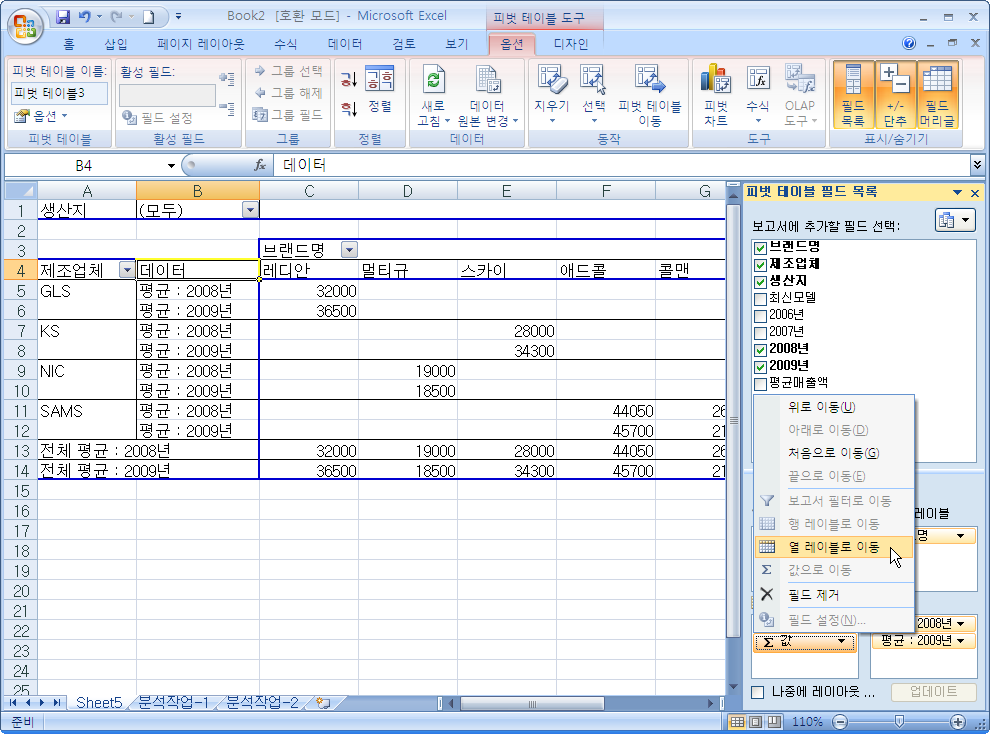 Book2 [호환 모드] - Microsoft Excel
피벗 테이블 도구
홈 삽입 페이지 레이아웃 수식 데이터 검토 보기 옵션 디자인
피벗 테이블 이름: 활성 필드: 그룹 선택
피벗 테이블3 그룹 해제
옵션 필드 설정 그룹 필드
정렬
새로 고침
데이터 원본 변경
지우기 선택 피벗 테이블 이동
피벗 차트 수식 OLAP 도구
필드 목록 +/- 단추 필드 머리글
피벗 테이블 활성 필드 그룹 정렬 데이터 동작 도구 표시/숨기기
B4 fx 데이터
A B C D E F G
1 생산지 (모두)
2
3 브랜드명
4 제조업체 데이터 레디안 멀티큐 스카이 애드콜 콜맨
5 GLS 평균 : 2008년 32000
6 평균 : 2009년 36500
7 KS 평균 : 2008년 28000
8 평균 : 2009년 34300
9 NIC 평균 : 2008년 19000
10 평균 : 2009년 18500
11 SAMS 평균 : 2008년 44050 26
12 평균 : 2009년 45700 21
13 전체 평균 : 2008년 32000 19000 28000 44050 26
14 전체 평균 : 2009년 36500 18500 34300 45700 21
15
16
17
18
19
20
21
22
23
24
25
Sheet5 분석작업-1 분석작업-2
준비
110%
피벗 테이블 필드 목록
보고서에 추가할 필드 선택:
브랜드명
제조업체
생산지
최신모델
2006년
2007년
2008년
2009년
평균매출액
위로 이동(U)
아래로 이동(D)
처음으로 이동(G)
끝으로 이동(E)
보고서 필터로 이동
행 레이블로 이동
열 레이블로 이동
Σ 값으로 이동
필드 제거
필드 설정(N)...
레이블
명
2008년
Σ 값 평균 : 2009년
나중에 레이아웃 ... 업데이트